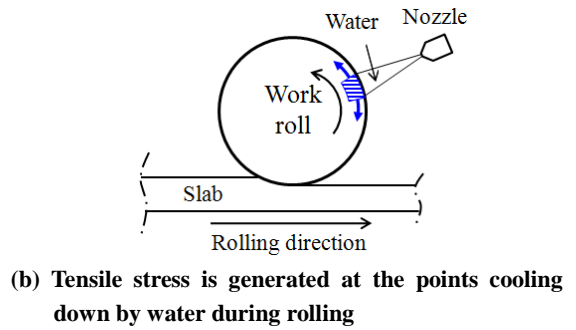 Water Nozzle
Work
roll
Slab
Rolling direction
(b) Tensile stress is generated at the points cooling
down by water during rolling